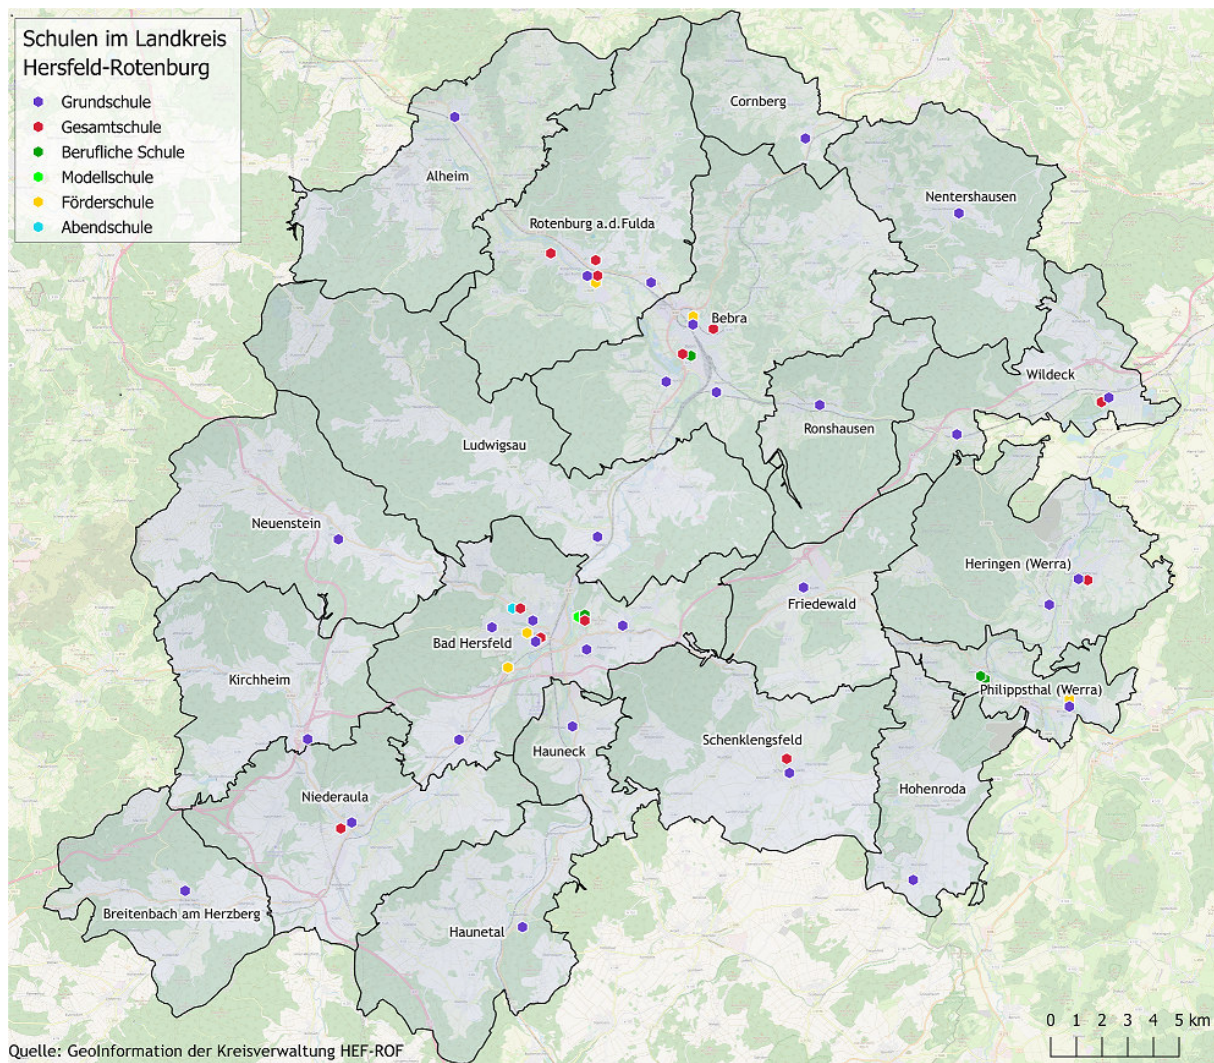 Schulen im Landkreis
Hersfeld-Rotenburg
Grundschule
Gesamtschule
Berufliche Schule
Modellschule
Förderschule
Abendschule
Cornberg
Alheim
Nentershausen
Rotenburg a.d.Fulda
Bebra
Wildeck
Ronshausen
Ludwigsau
Neuenstein
Heringen (Werra)
Friedewald
Bad Hersfeld
Kirchheim
Philippsthal (Werra)
Schenklengsfeld
Hauneck
Hohenroda
Niederaula
Breitenbach am Herzberg
Haunetal
0 1 2 3 4 5 km
Quelle: GeoInformation der Kreisverwaltung HEF-ROF